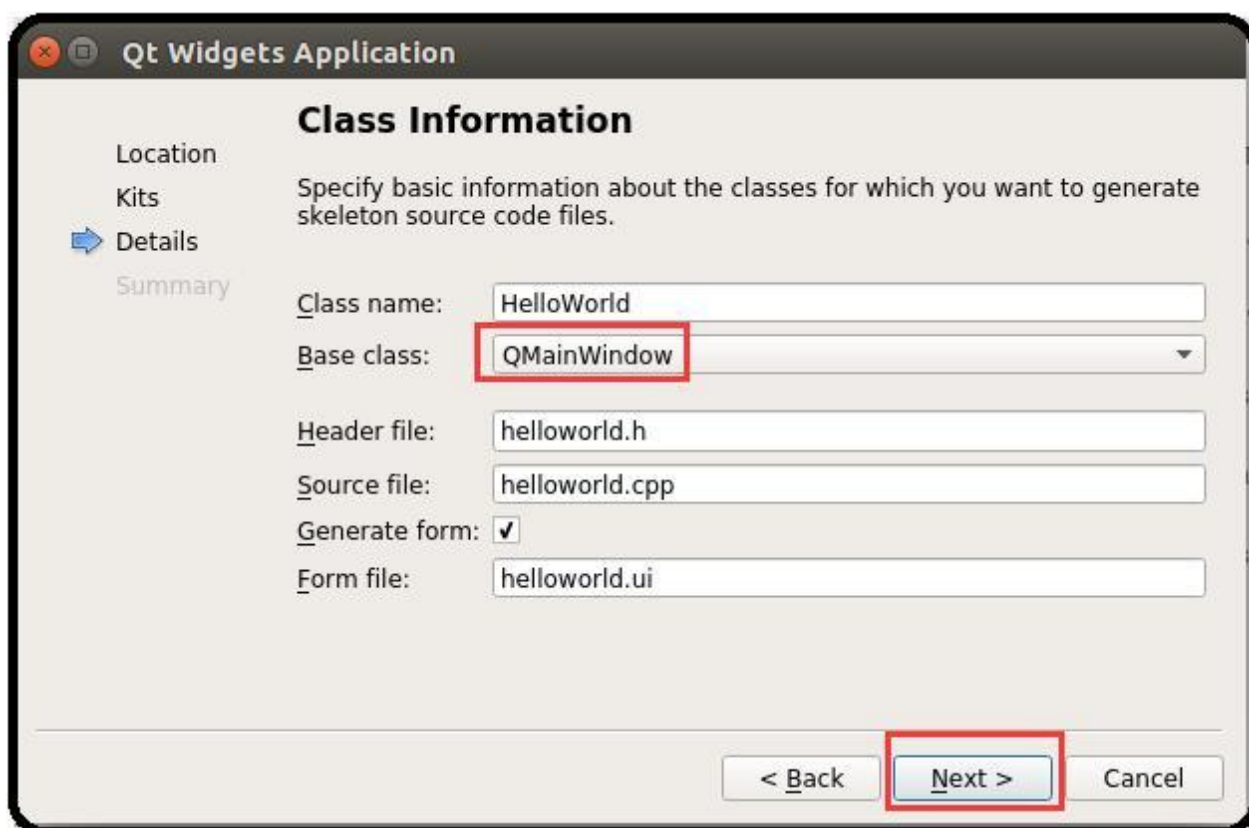 Qt Widgets Application
Class Information
Location
Kits
Details
Summary
Specify basic information about the classes for which you want to generate
skeleton source code files.
Class name: HelloWorld
Base class: QMainWindow
Header file: helloworld.h
Source file: helloworld.cpp
Generate form:
Form file: helloworld.ui
< Back Next > Cancel